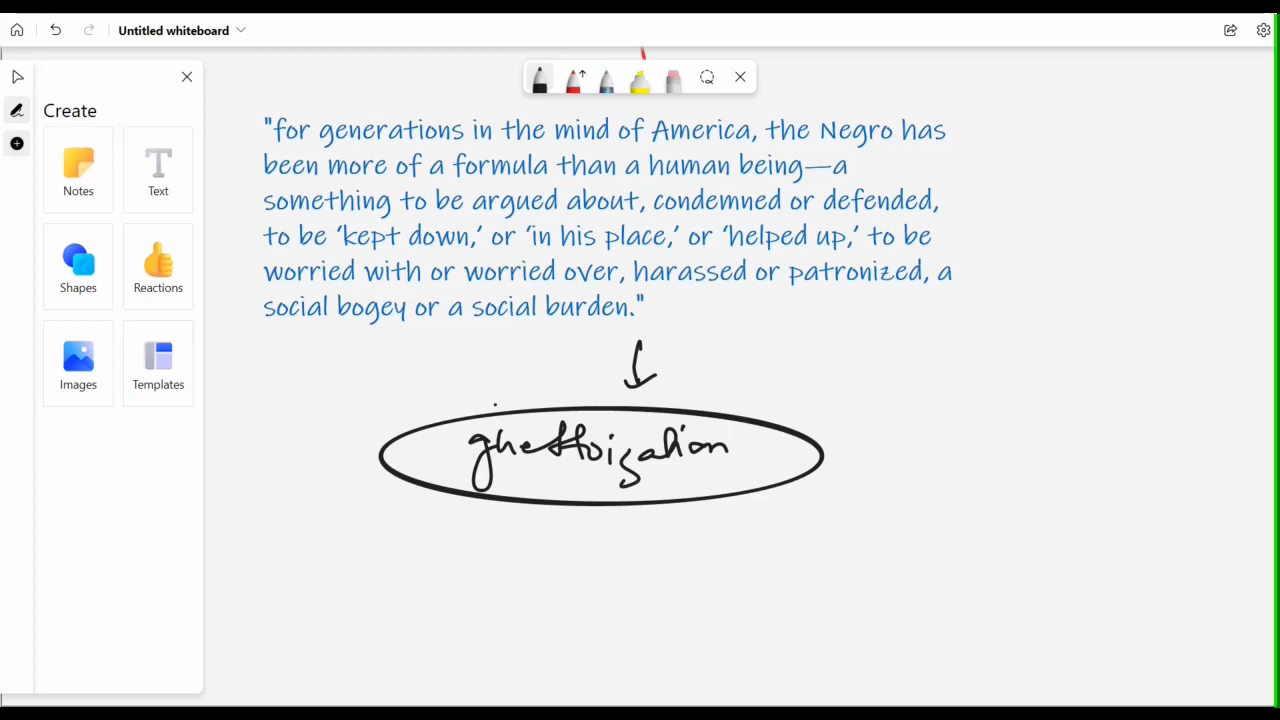 Untitled whiteboard
Create
Notes
Text
Shapes
Reactions
Images
Templates
"for generations in the mind of America, the Negro has
been more of a formula than a human being—a
something to be argued about, condemned or defended,
to be ‘kept down,’ or ‘in his place,’ or ‘helped up,’ to be
worried with or worried over, harassed or patronized, a
social bogey or a social burden."
ghettoization